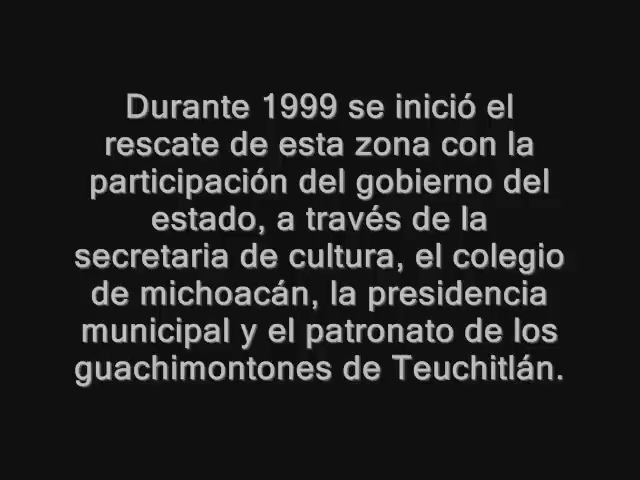 Durante 1999 se inició el
rescate de esta zona con la
participación del gobierno del
estado, a través de la
secretaria de cultura, el colegio
de michoacán, la presidencia
municipal y el patronato de los
guachimontones de Teuchitlán.